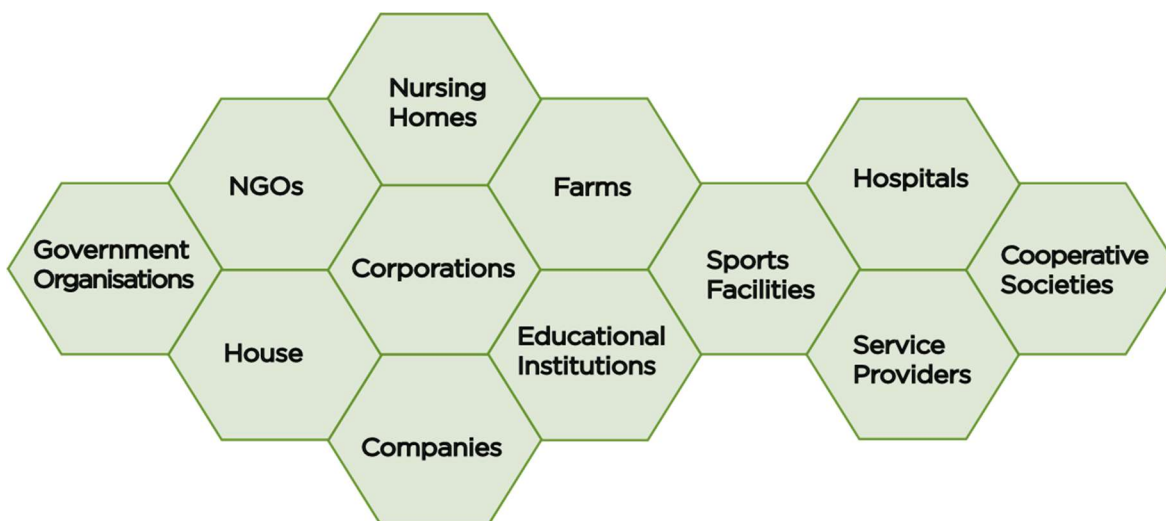 Nursing
Homes
NGOs
Farms
Hospitals
Government
Organisations
Corporations
Sports
Facilities
Cooperative
Societies
House
Educational
Institutions
Service
Providers
Companies